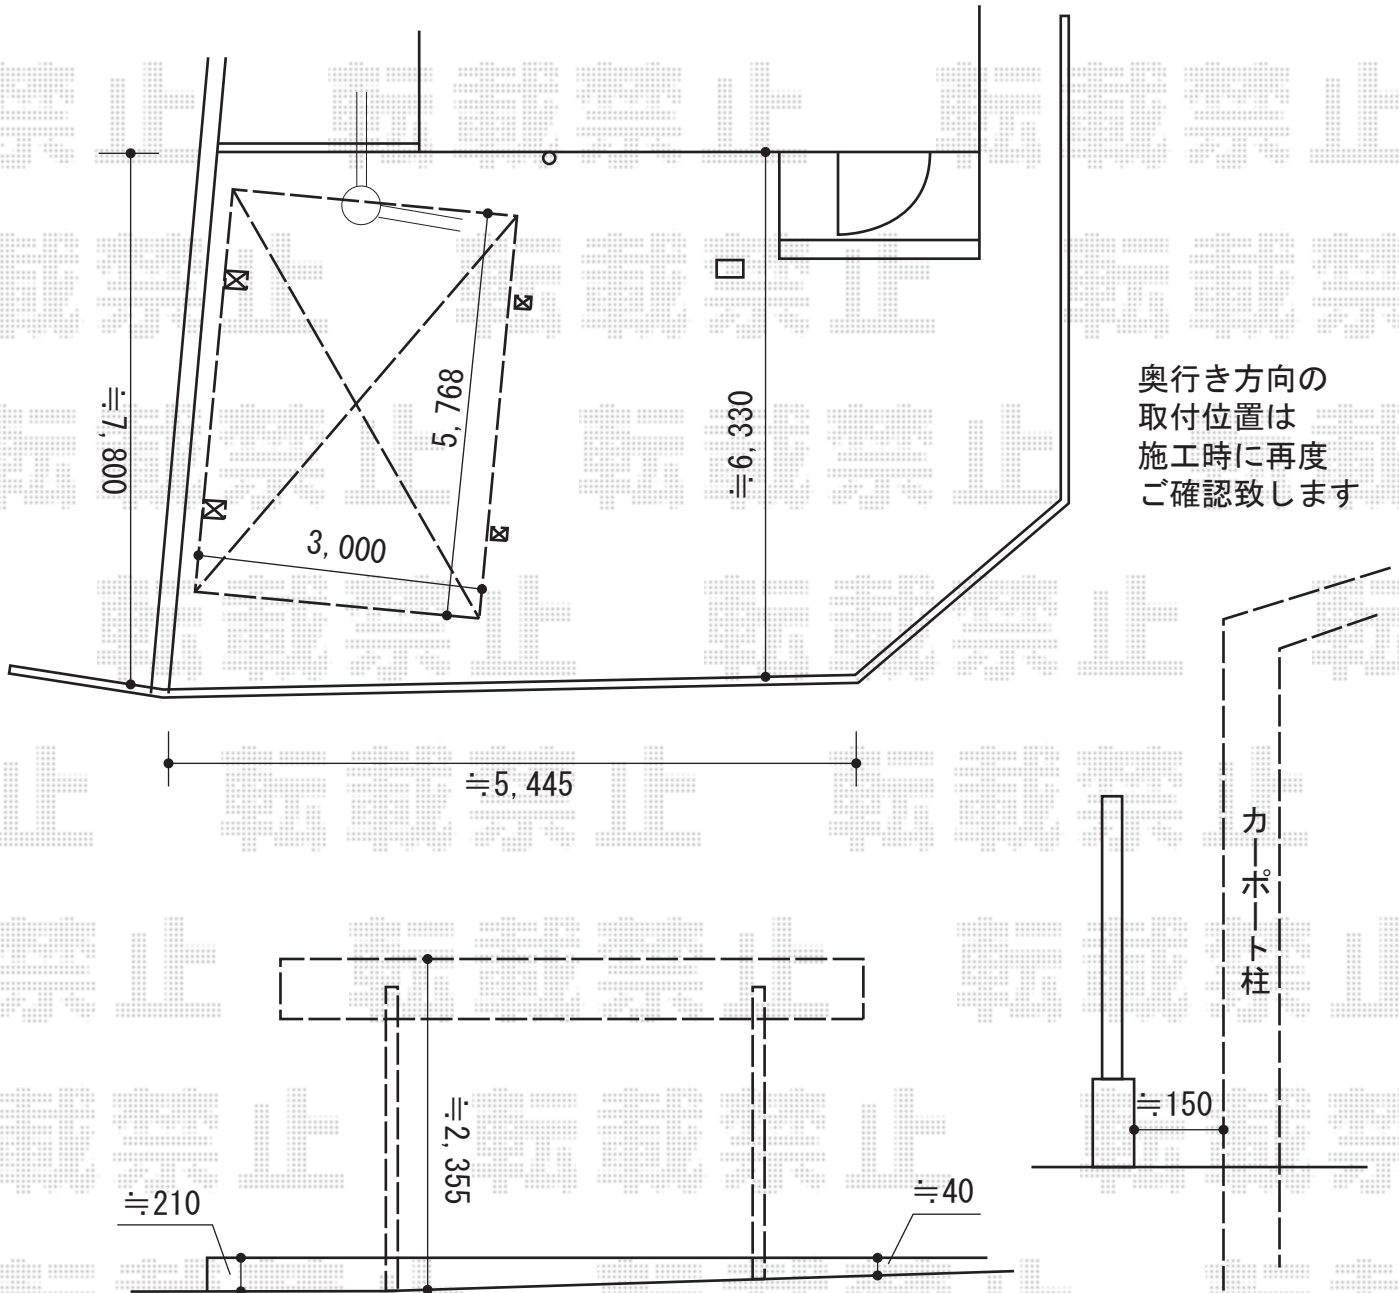 ≒7,800
5,768
3,000
≒6,330
≒5,445
奥行き方向の
取付位置は
施工時に再度
ご確認致します
カーポート柱
≒150
≒2,355
≒210
≒40
転載禁止